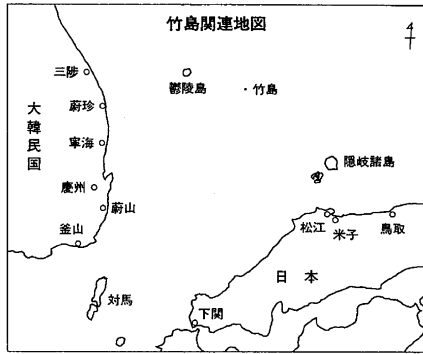 竹島関連地図
4
三陟
鬱陵島
竹島
大韓民国
蔚珍
寧海
隠岐諸島
慶州
蔚山
松江
米子
鳥取
釜山
日本
対馬
下関